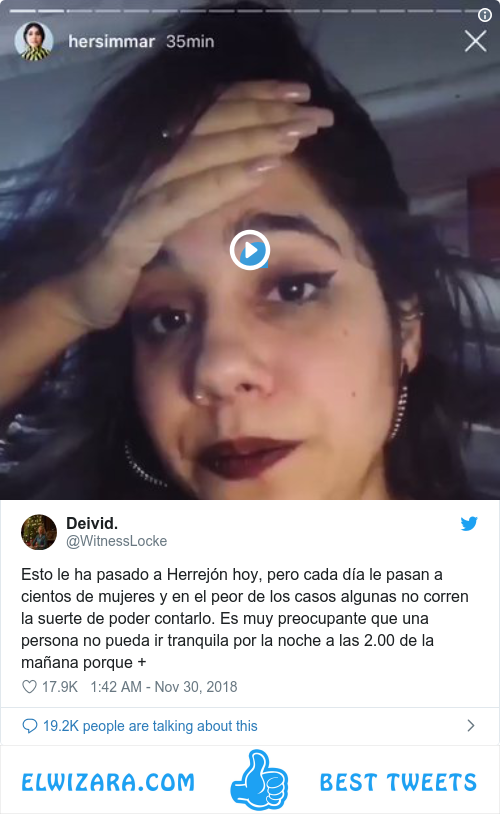 hersimmar 35min
Deivid.
@WitnessLocke
Esto le ha pasado a Herrejón hoy, pero cada día le pasan a
cientos de mujeres y en el peor de los casos algunas no corren
la suerte de poder contarlo. Es muy preocupante que una
persona no pueda ir tranquila por la noche a las 2.00 de la
mañana porque +
17.9K 1:42 AM - Nov 30, 2018
19.2K people are talking about this
ELWIZARA.COM BEST TWEETS